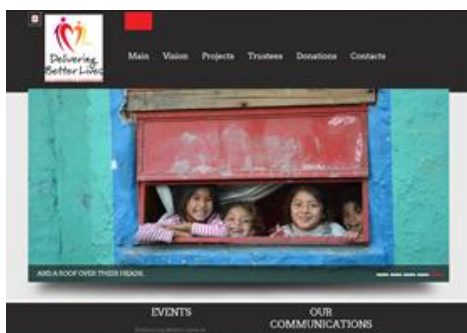 Delivering
Better Lives
Main Vision Projects Trustees Donations Contacts
AND A ROOF OVER THEIR HEADS.
EVENTS
OUR
COMMUNICATIONS